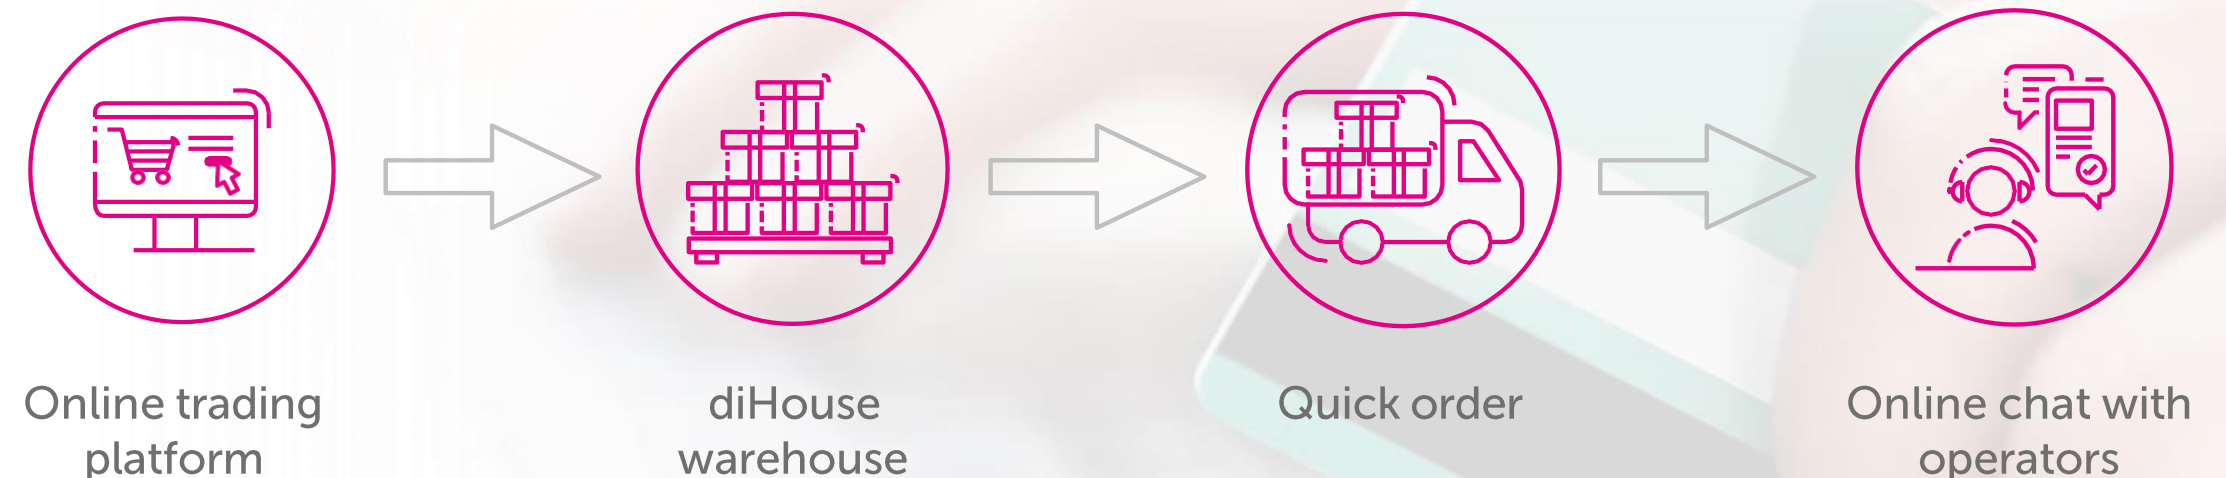 Online trading
platform
diHouse
warehouse
Quick order
Online chat with
operators